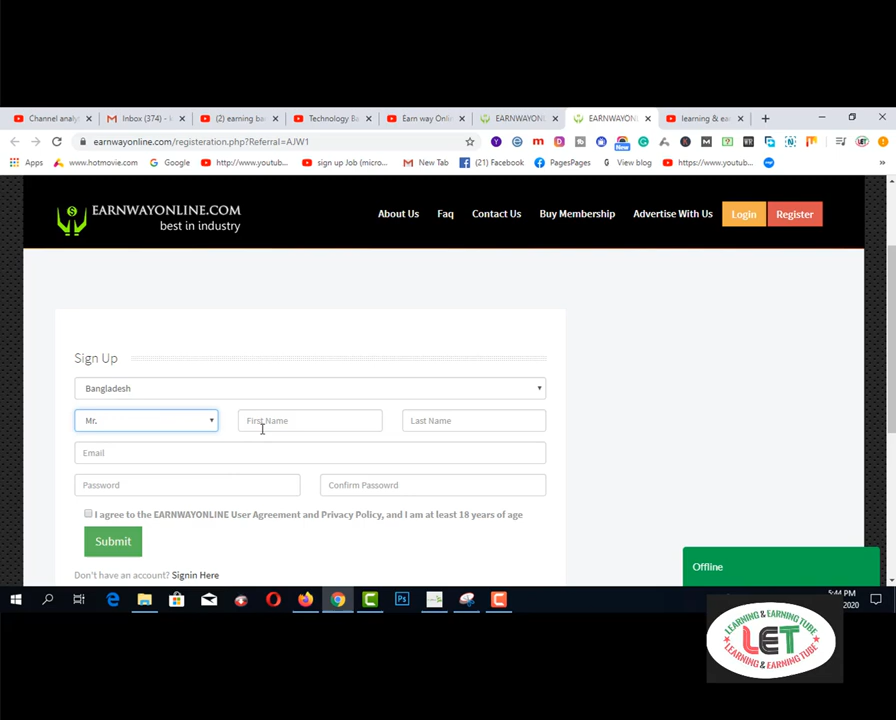 Channel analy
Inbox (374) - k
(2) earning ba
Technology Ba
Earn way Onli
EARNWAYONL
EARNWAYON
learning & ea
earnwayonline.com/registeration.php?Referral=AJW1
Apps
www.hotmovie.com
Google
http://www.youtub...
sign up Job (micro...
New Tab
(21) Facebook
PagesPages
View blog
https://www.youtub...
New
EARNWAYONLINE.COM
best in industry
About Us
Faq
Contact Us
Buy Membership
Advertise With Us
Login
Register
Sign Up
Bangladesh
Mr.
First Name
Last Name
Email
Password
Confirm Passowrd
I agree to the EARNWAYONLINE User Agreement and Privacy Policy, and I am at least 18 years of age
Submit
Don't have an account? Signin Here
Offline
5:44 PM
2020
LEARNING & EARNING TUBE
LET
LEARNING & EARNING TUBE